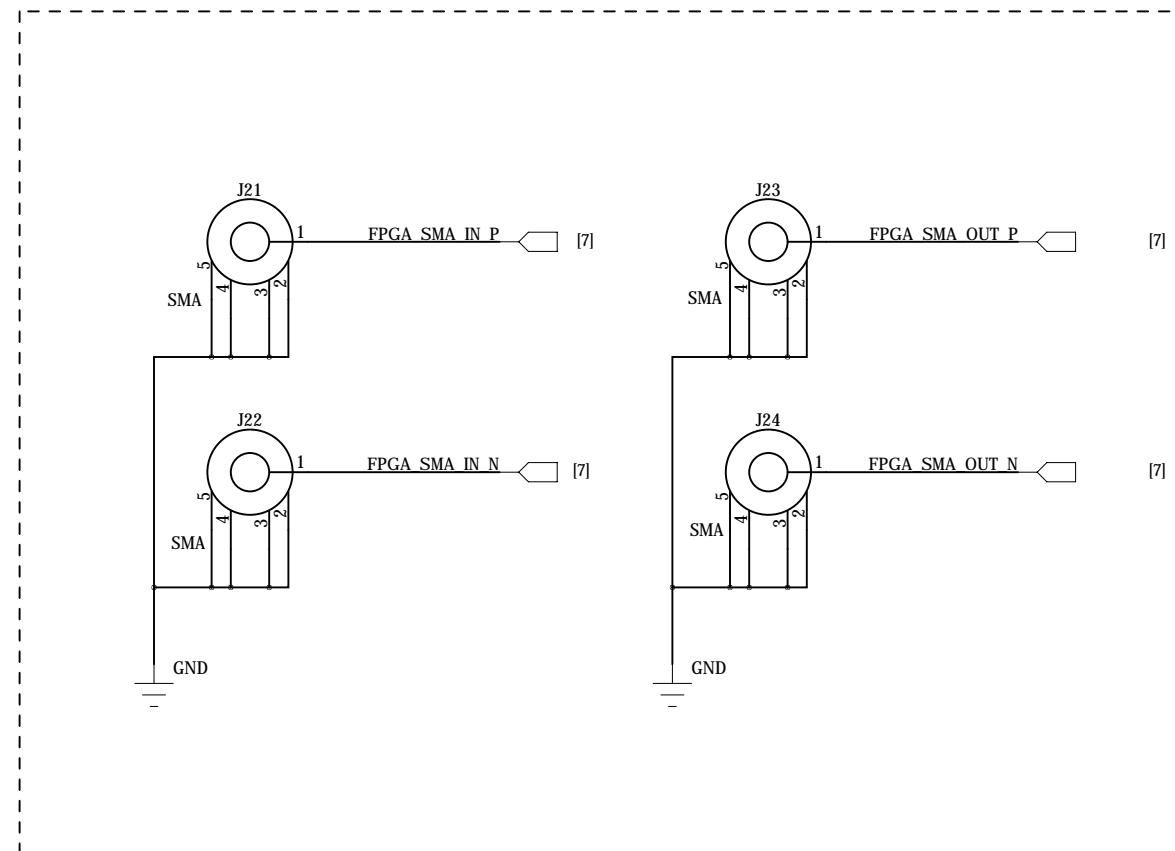 J21
1
FPGA_SMA_IN_P
[7]
5
4
3
2
SMA
J23
1
FPGA_SMA_OUT_P
[7]
5
4
3
2
SMA
J22
1
FPGA_SMA_IN_N
[7]
5
4
3
2
SMA
J24
1
FPGA_SMA_OUT_N
[7]
5
4
3
2
SMA
GND
GND